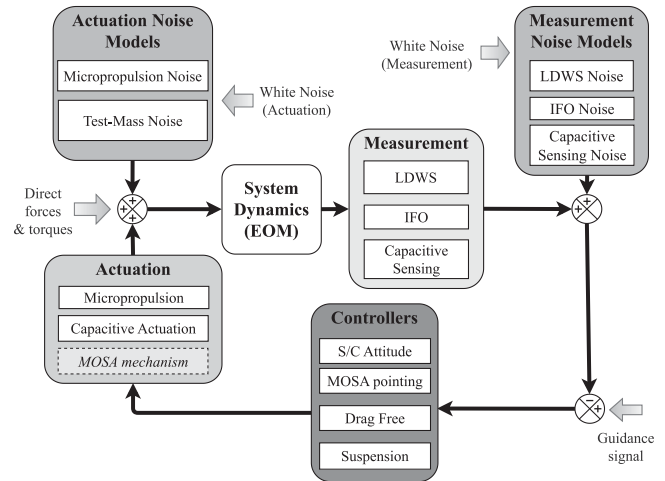 Actuation Noise
Models
Micropropulsion Noise
Test-Mass Noise
White Noise
(Actuation)
White Noise
(Measurement)
Measurement
Noise Models
LDWS Noise
IFO Noise
Capacitive
Sensing Noise
Direct
forces
& torques
+
+
+
System
Dynamics
(EOM)
Measurement
LDWS
IFO
Capacitive
Sensing
+
+
Actuation
Micropropulsion
Capacitive Actuation
MOSA mechanism
Controllers
S/C Attitude
MOSA pointing
Drag Free
Suspension
−
+
Guidance
signal